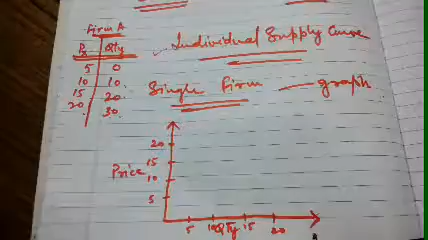 Firm A
Px Qty
5 0
10 10
15 20
20 30
Individual Supply Curve
Single Firm — graph
20
15
Price 10
5
5 10 Qty 15 20